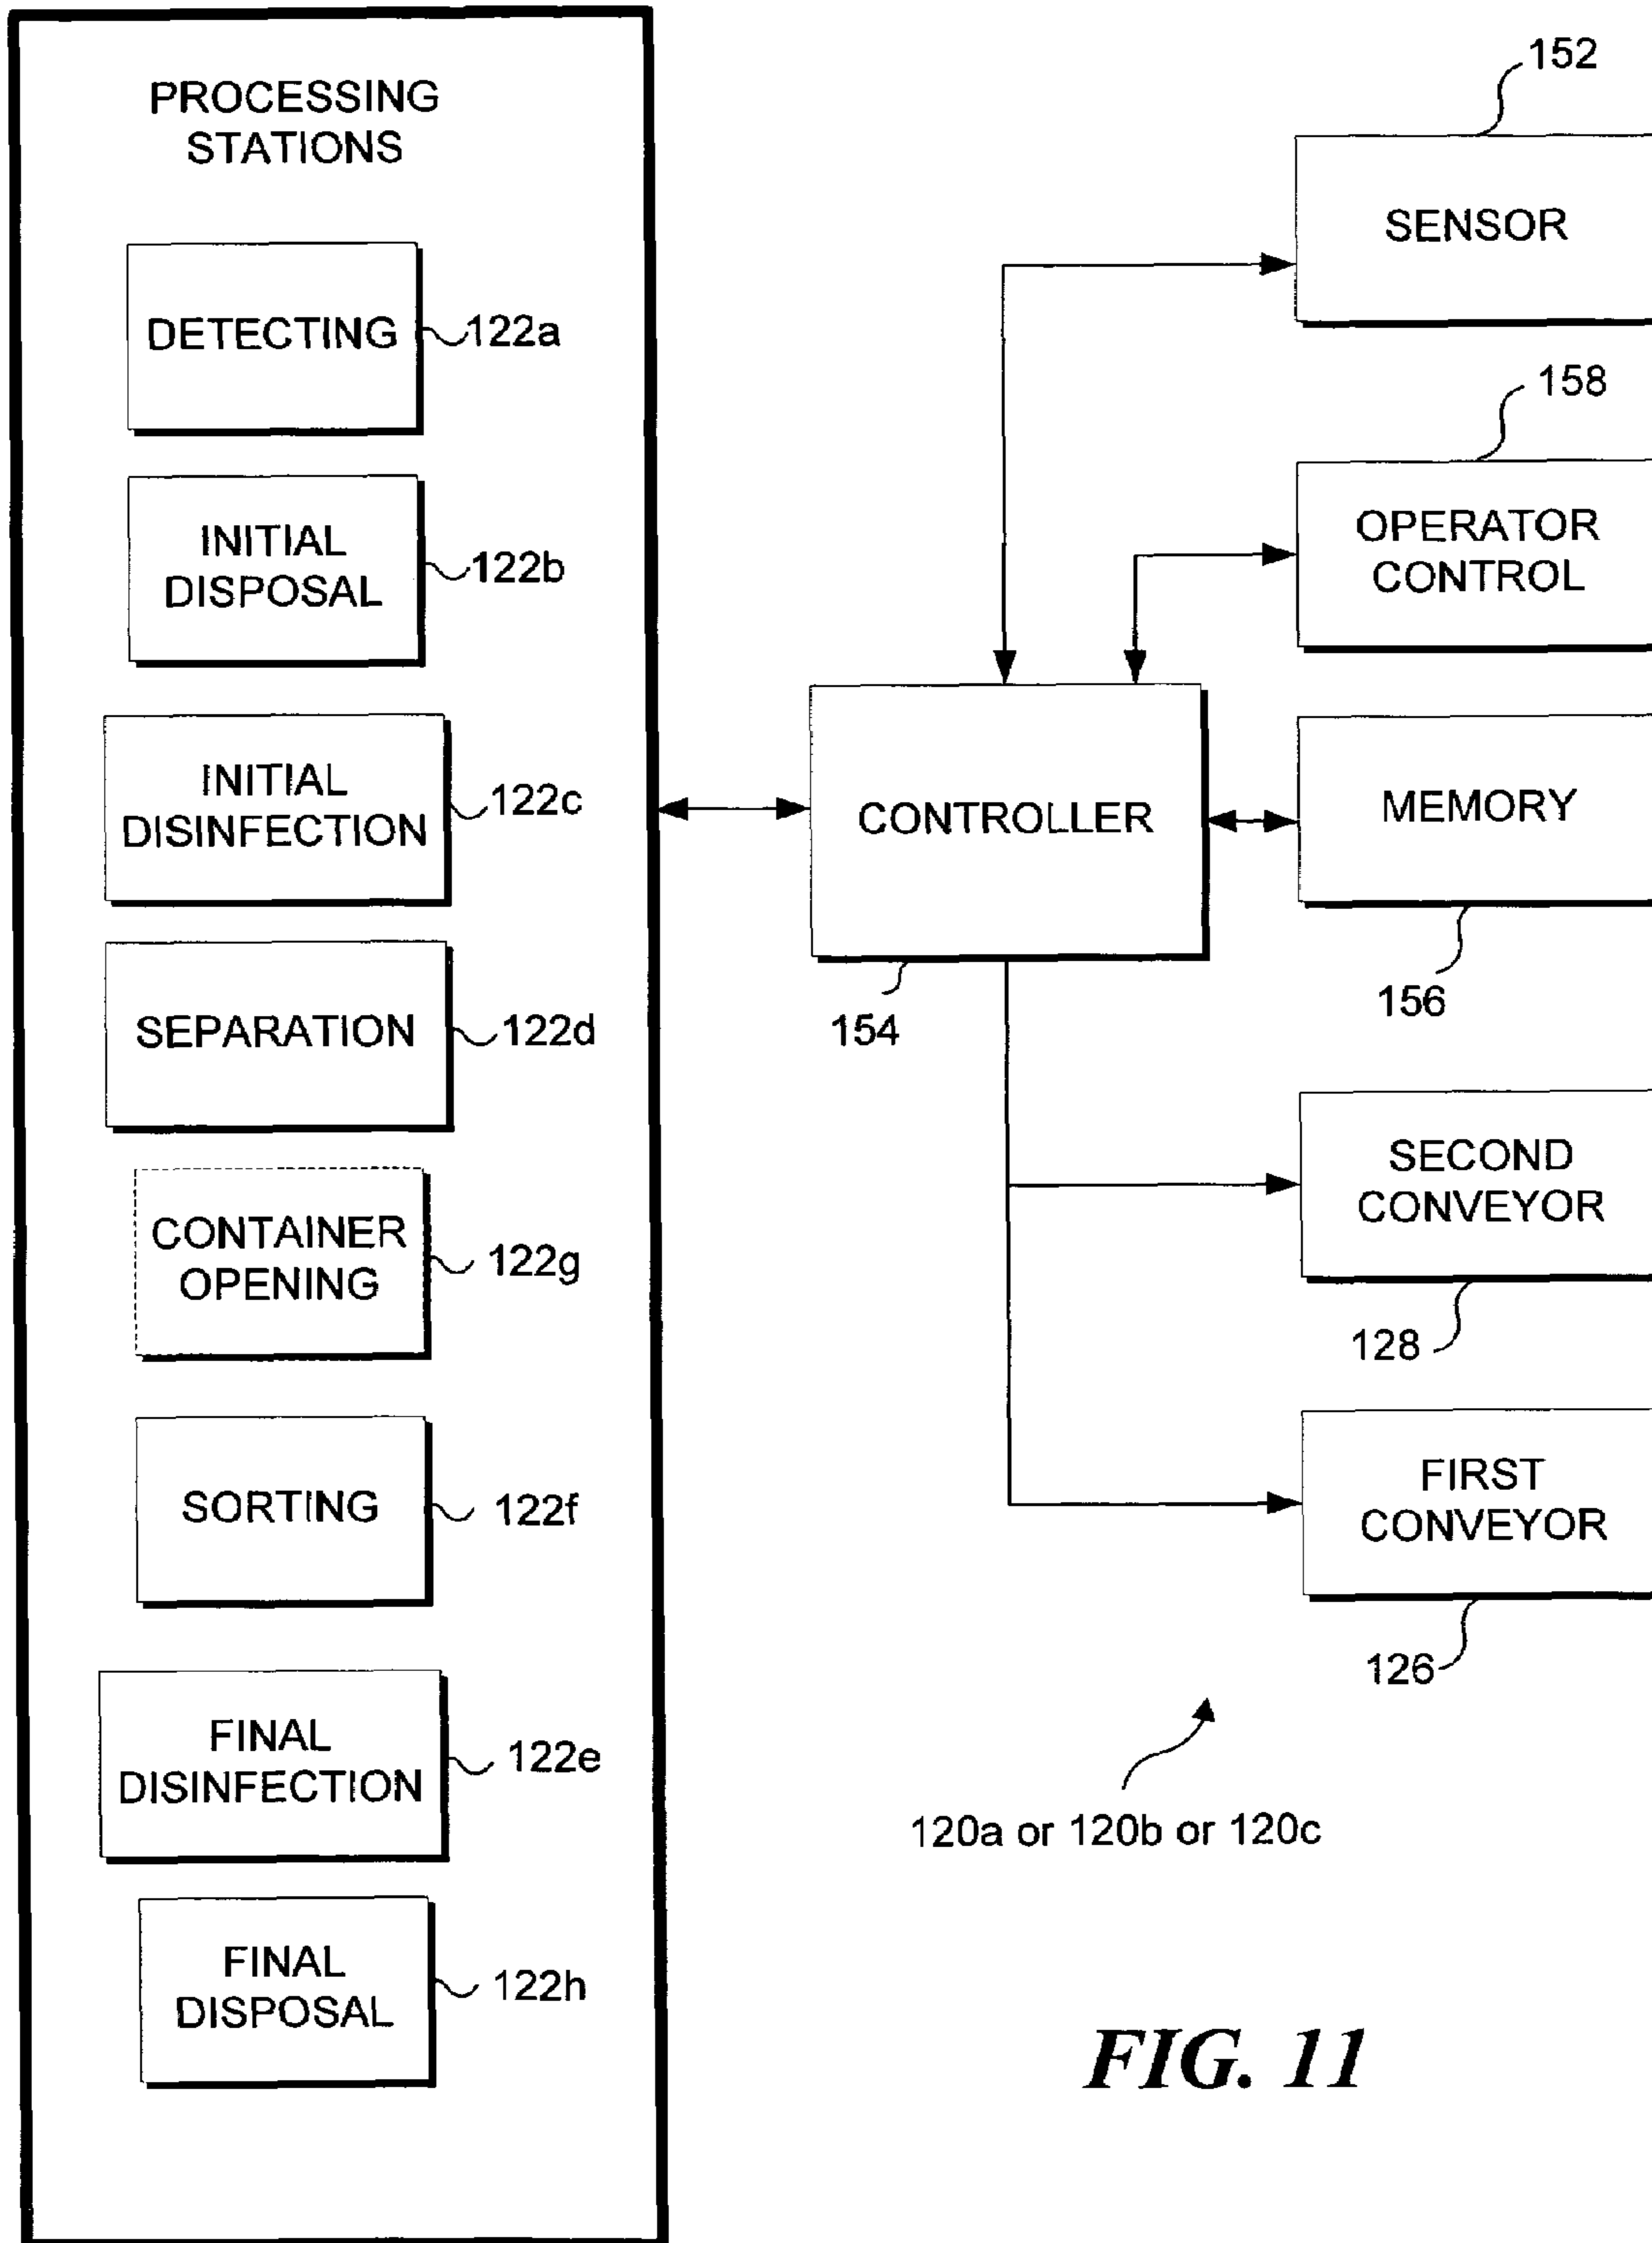 PROCESSING
STATIONS
DETECTING
122a
INITIAL
DISPOSAL
122b
INITIAL
DISINFECTION
122c
SEPARATION
122d
CONTAINER
OPENING
122g
SORTING
122f
FINAL
DISINFECTION
122e
FINAL
DISPOSAL
122h
CONTROLLER
154
152
SENSOR
158
OPERATOR
CONTROL
MEMORY
156
SECOND
CONVEYOR
128
FIRST
CONVEYOR
126
120a or 120b or 120c
FIG. 11